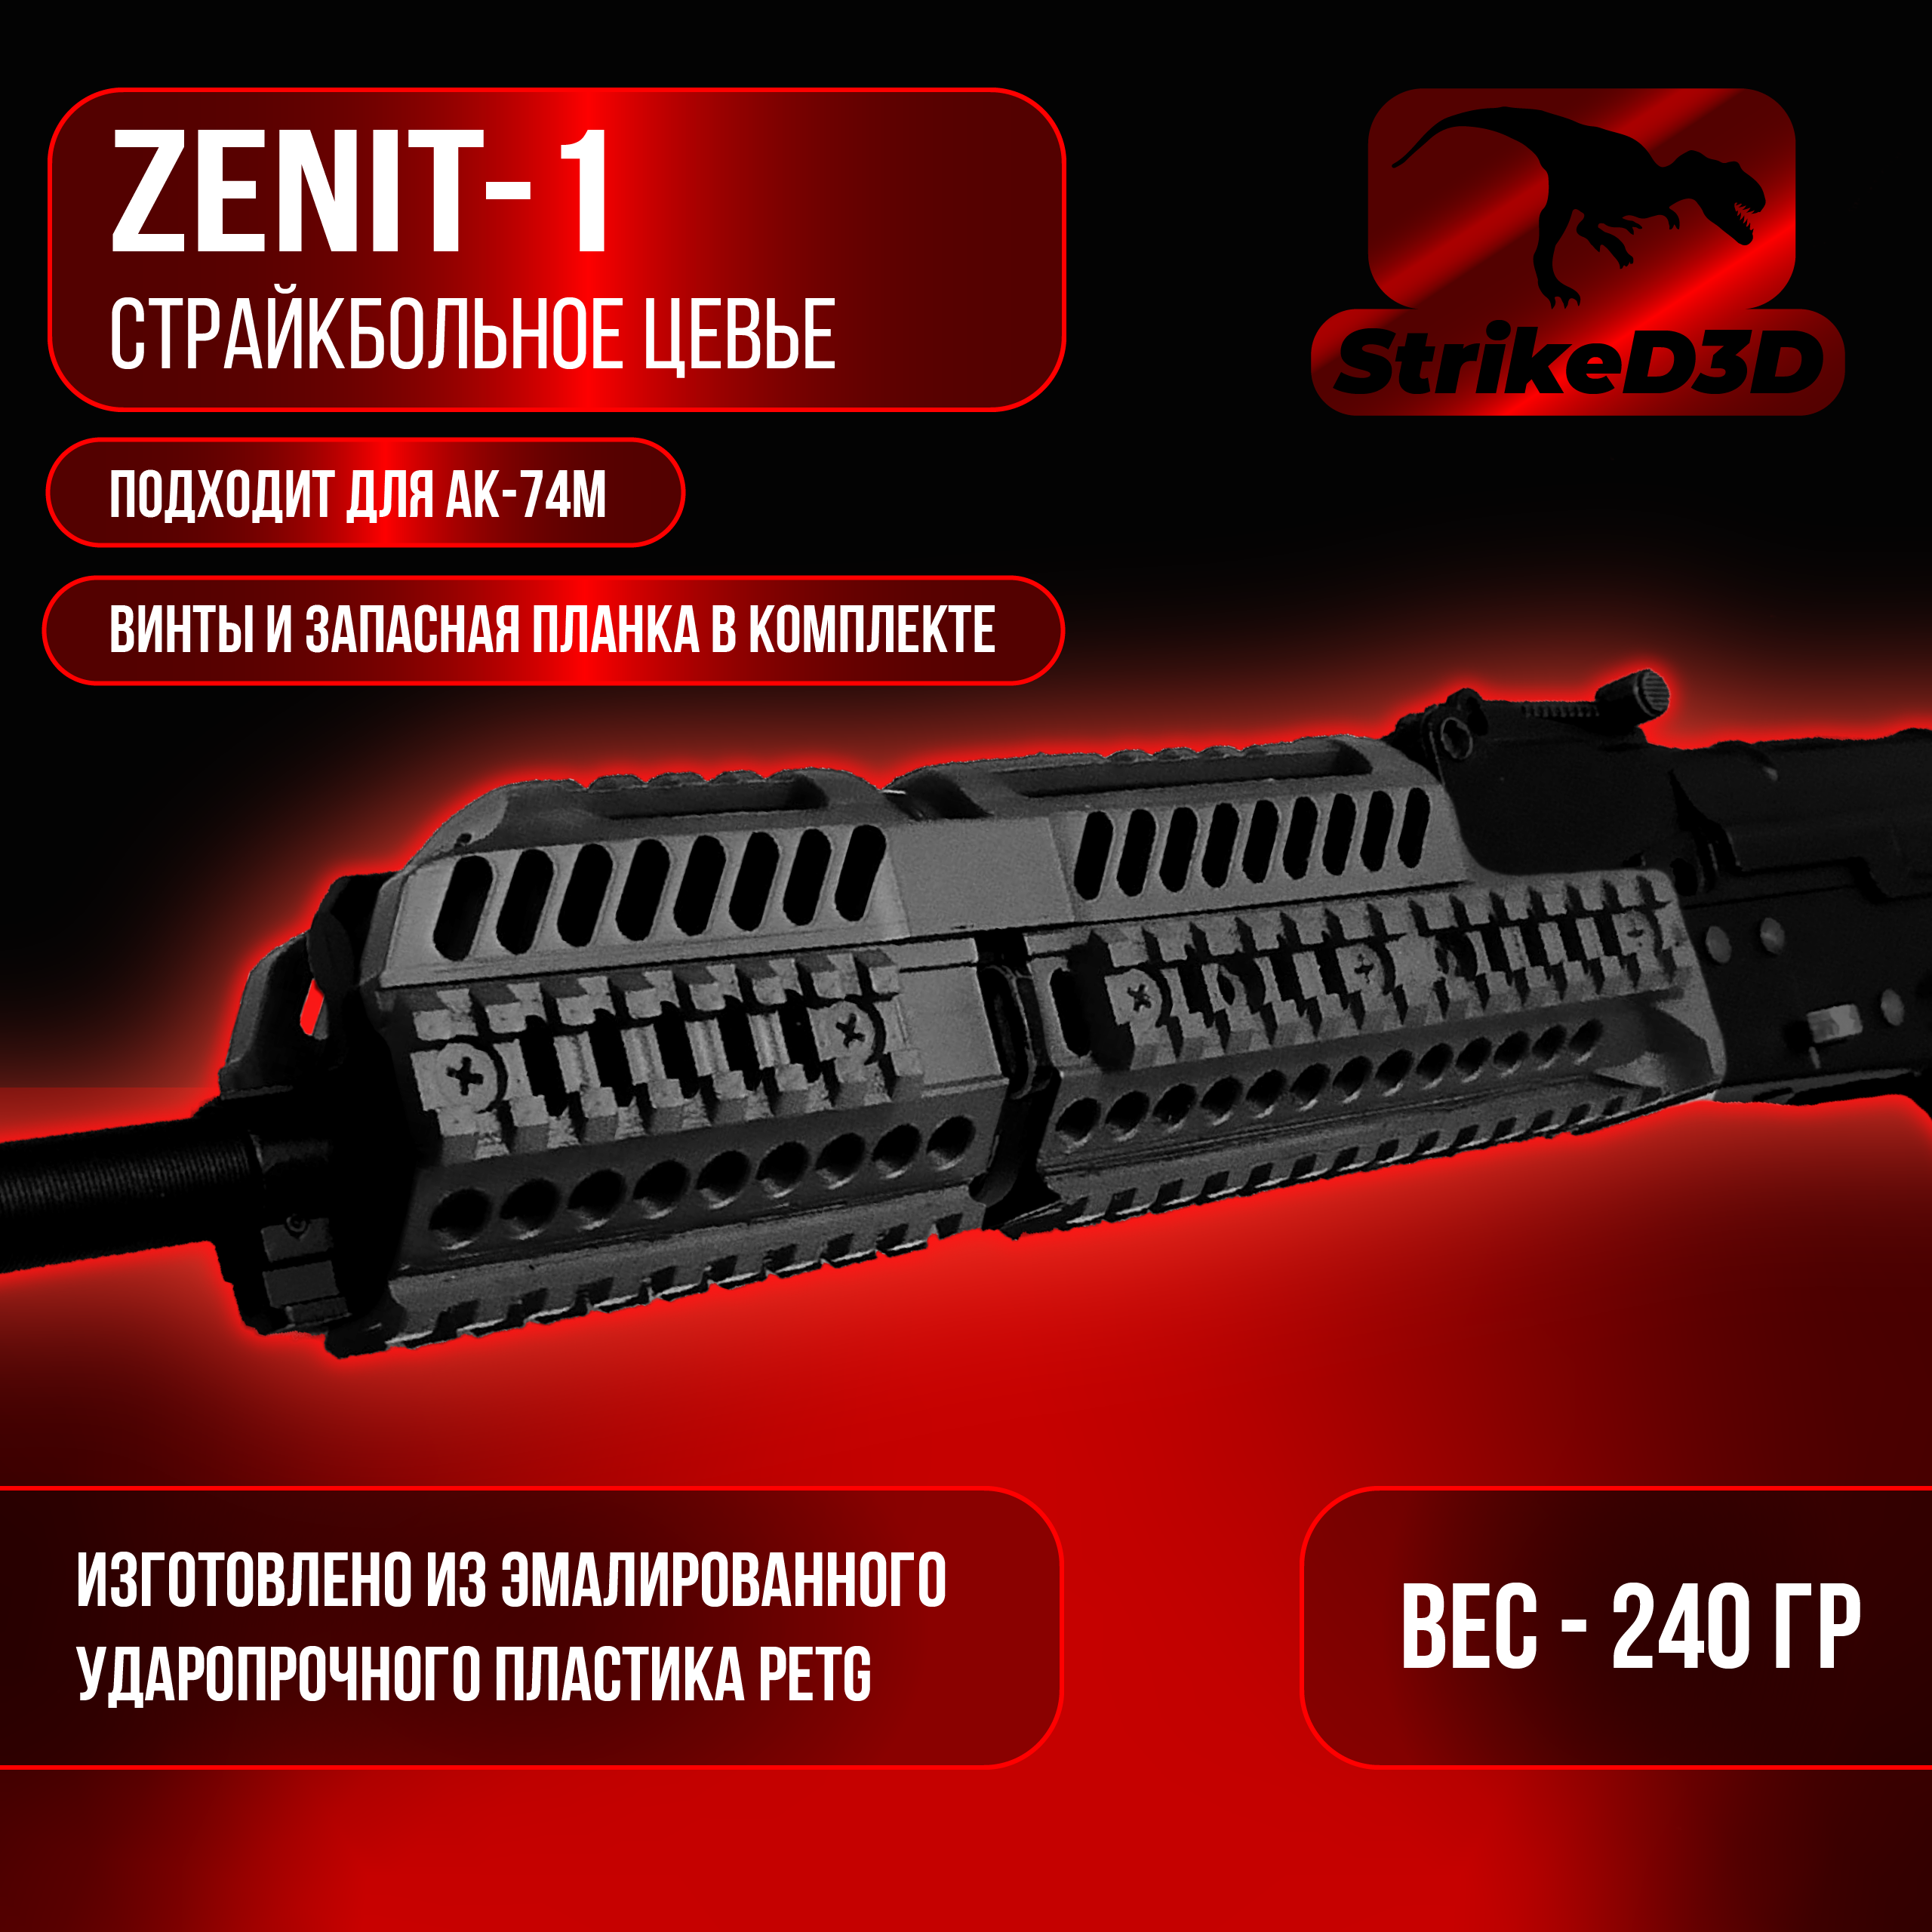 ZENIT-1
СТРАЙКБОЛЬНОЕ ЦЕВЬЕ
StrikeD3D
ПОДХОДИТ ДЛЯ АК-74М
ВИНТЫ И ЗАПАСНАЯ ПЛАНКА В КОМПЛЕКТЕ
ИЗГОТОВЛЕНО ИЗ ЭМАЛИРОВАННОГО
УДАРОПРОЧНОГО ПЛАСТИКА PETG
ВЕС - 240 ГР